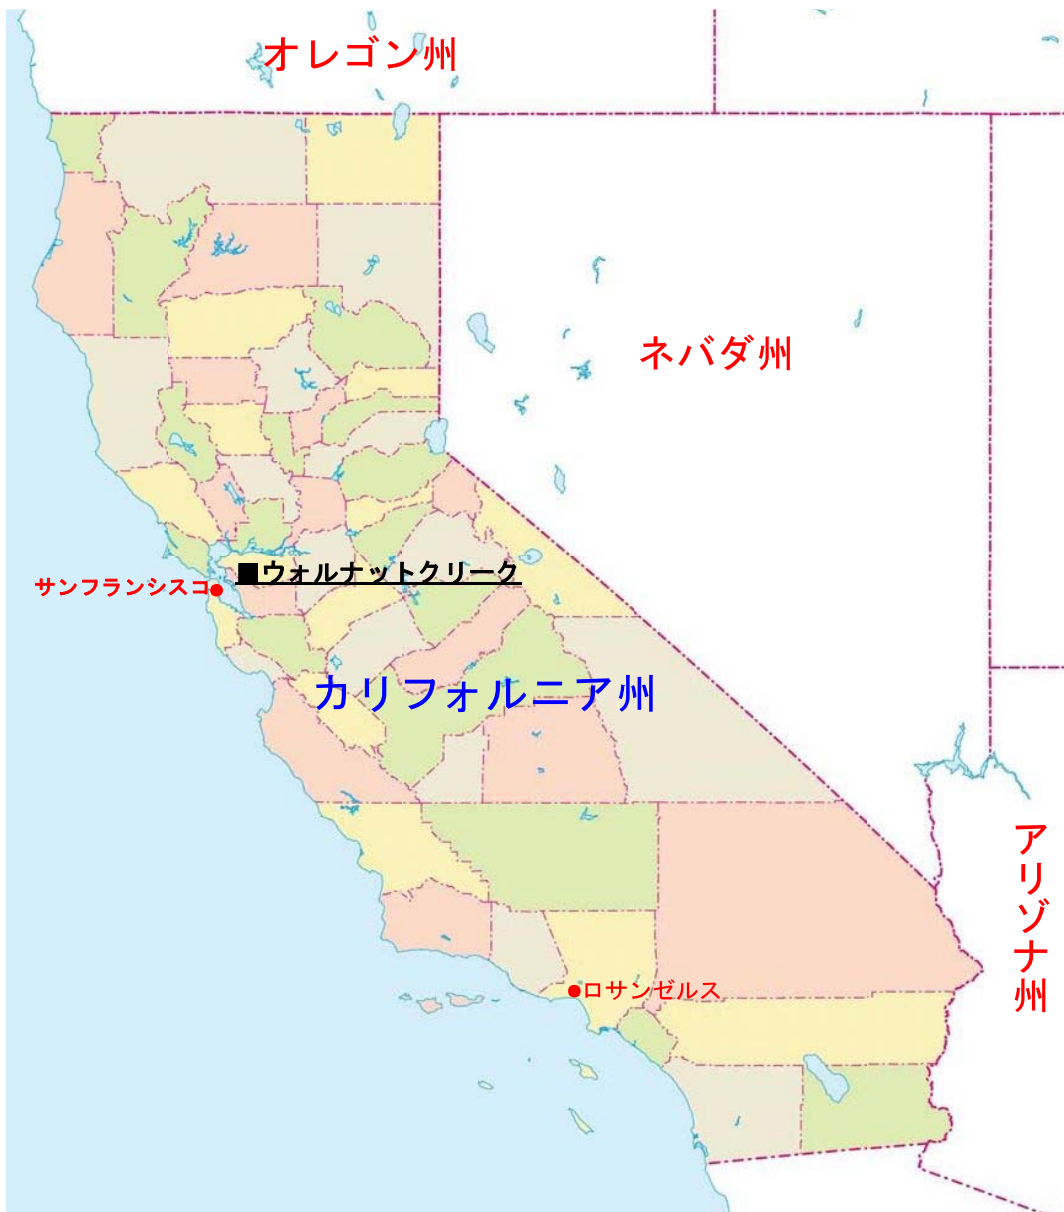 オレゴン州
ネバダ州
■ウォルナットクリーク
サンフランシスコ
カリフォルニア州
アリゾナ州
ロサンゼルス